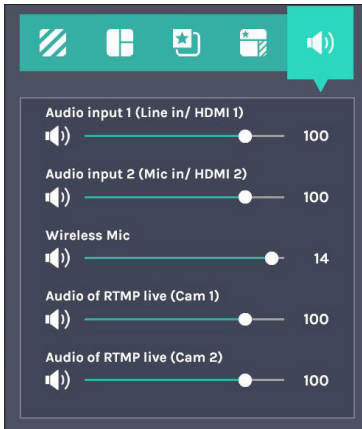 Audio input 1 (Line in/ HDMI 1)
100
Audio input 2 (Mic in/ HDMI 2)
100
Wireless Mic
14
Audio of RTMP live (Cam 1)
100
Audio of RTMP live (Cam 2)
100